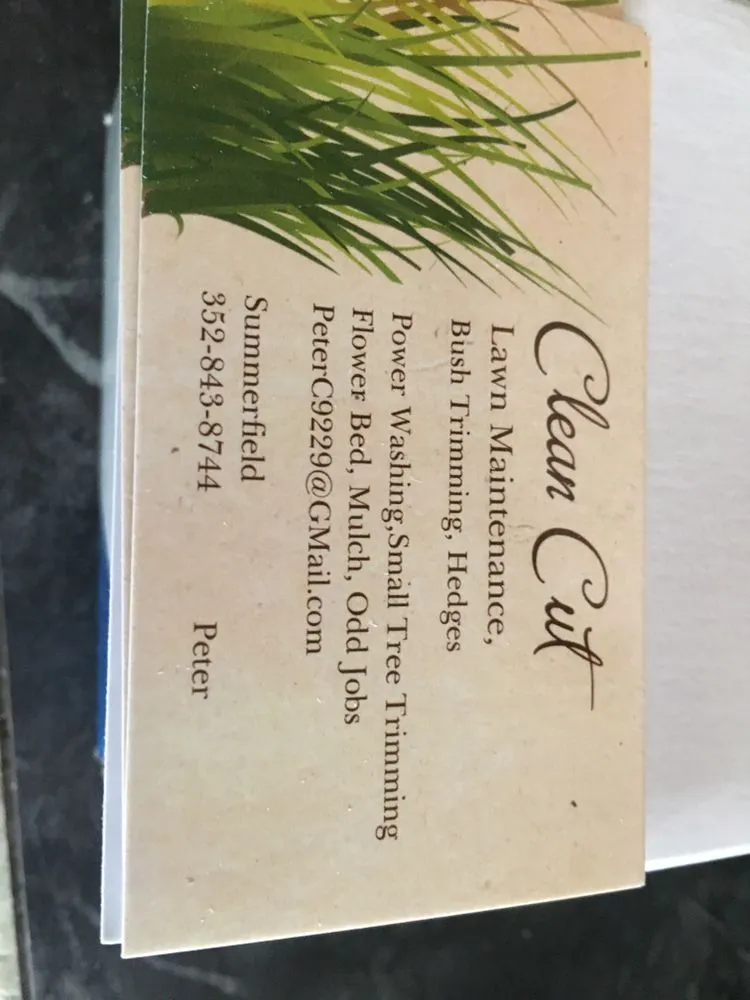 Clean Cut
Lawn Maintenance,
Bush Trimming, Hedges
Power Washing,Small Tree Trimming
Flower Bed, Mulch, Odd Jobs
PeterC9229@GMail.com
Summerfield
352-843-8744 Peter